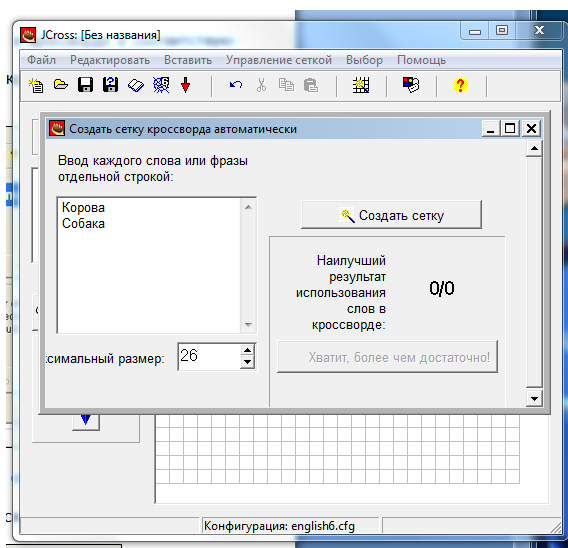 JCross: [Без названия]
Файл Редактировать Вставить Управление сеткой Выбор Помощь
Создать сетку кроссворда автоматически
Ввод каждого слова или фразы
отдельной строкой:
Корова
Собака
Создать сетку
Наилучший
результат
использования
слов в
кроссворде:
0/0
ксимальный размер:
26
Хватит, более чем достаточно!
Конфигурация: english6.cfg